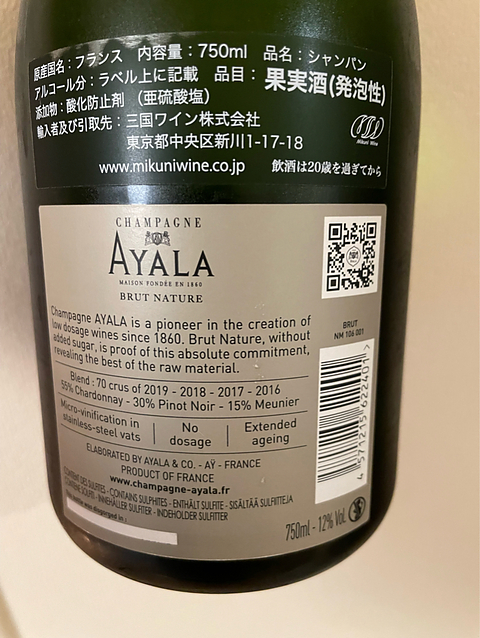 原産国名：フランス　内容量：750ml　品名：シャンパン
アルコール分：ラベル上に記載　品目：果実酒(発泡性)
添加物：酸化防止剤　(亜硫酸塩)
輸入者及び引取先：三国ワイン株式会社
東京都中央区新川1-17-18
Mikuni Wine
www.mikuniwine.co.jp　飲酒は20歳を過ぎてから
CHAMPAGNE
AYALA
MAISON FONDÉE EN 1860
BRUT NATURE
Champagne AYALA is a pioneer in the creation of
low dosage wines since 1860. Brut Nature, without
added sugar, is proof of this absolute commitment,
revealing the best of the raw material.
BRUT
NM 106 001
Blend : 70 crus of 2019 - 2018 - 2017 - 2016
55% Chardonnay - 30% Pinot Noir - 15% Meunier
Micro-vinification in
stainless-steel vats
No
dosage
Extended
ageing
4 571215 622401 >
ELABORATED BY AYALA & CO. - AŸ - FRANCE
PRODUCT OF FRANCE
www.champagne-ayala.fr
CONTIENT DES SULFITES - CONTAINS SULPHITES - ENTHÄLT SULFITE - SISÄLTÄÄ SULFIITTEJA
CONTIENE SOLFITI - INNEHÅLLER SULFITER - INDEHOLDER SULFITTER
was disgorged in :
750ml - 12% Vol.